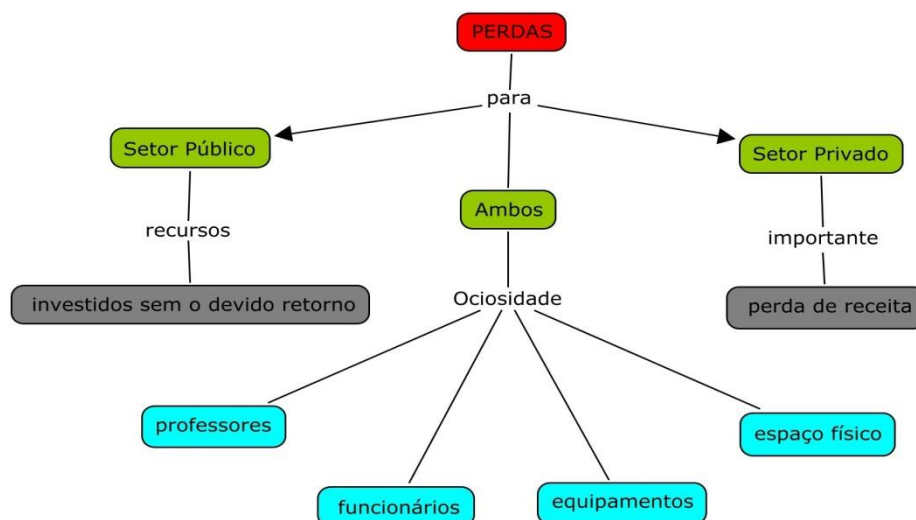 PERDAS
para
Setor Público
Ambos
Setor Privado
recursos
importante
investidos sem o devido retorno
Ociosidade
perda de receita
professores
espaço físico
funcionários
equipamentos